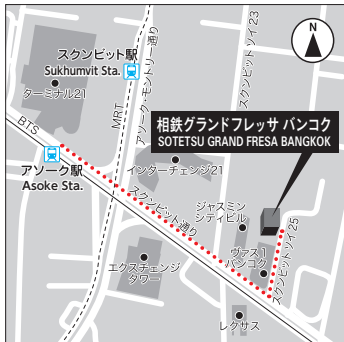 N
スクンビット駅
Sukhumvit Sta.
ターミナル21
BTS
MRT
アソーク・モントリー通り
スクンビット ソイ 23
相鉄グランドフレッサ バンコク
SOTETSU GRAND FRESA BANGKOK
アソーク駅
Asoke Sta.
インターチェンジ21
スクンビット通り
ジャスミン
シティビル
エクスチェンジ
タワー
ヴァス1
バンコク
スクンビット ソイ 25
レクサス